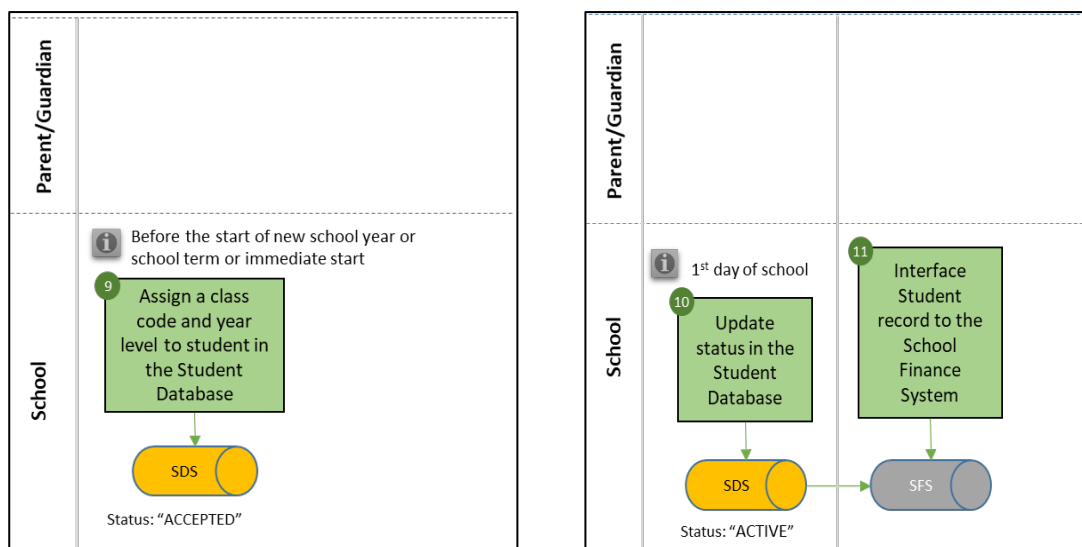 Parent/Guardian
School
Before the start of new school year or
school term or immediate start
9
Assign a class
code and year
level to student in
the Student
Database
SDS
Status: “ACCEPTED”
Parent/Guardian
School
1st day of school
10
Update
status in the
Student
Database
SDS
Status: “ACTIVE”
11
Interface
Student
record to the
School
Finance
System
SFS